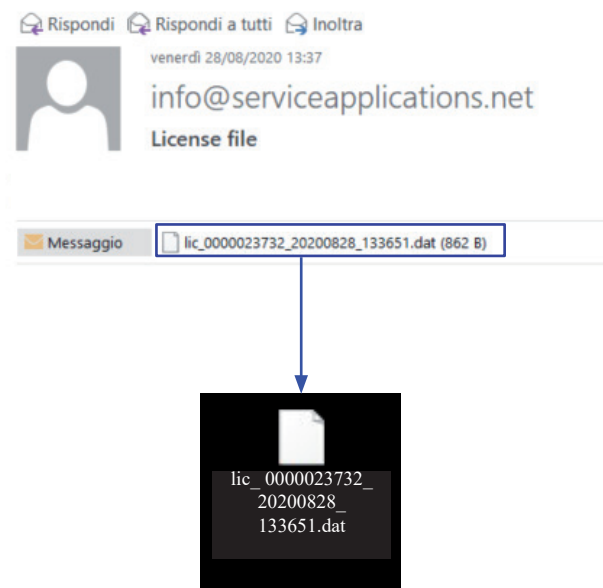 Rispondi Rispondi a tutti Inoltra
venerdì 28/08/2020 13:37
info@serviceapplications.net
License file
Messaggio lic_0000023732_20200828_133651.dat (862 B)
lic_ 0000023732_
20200828_
133651.dat